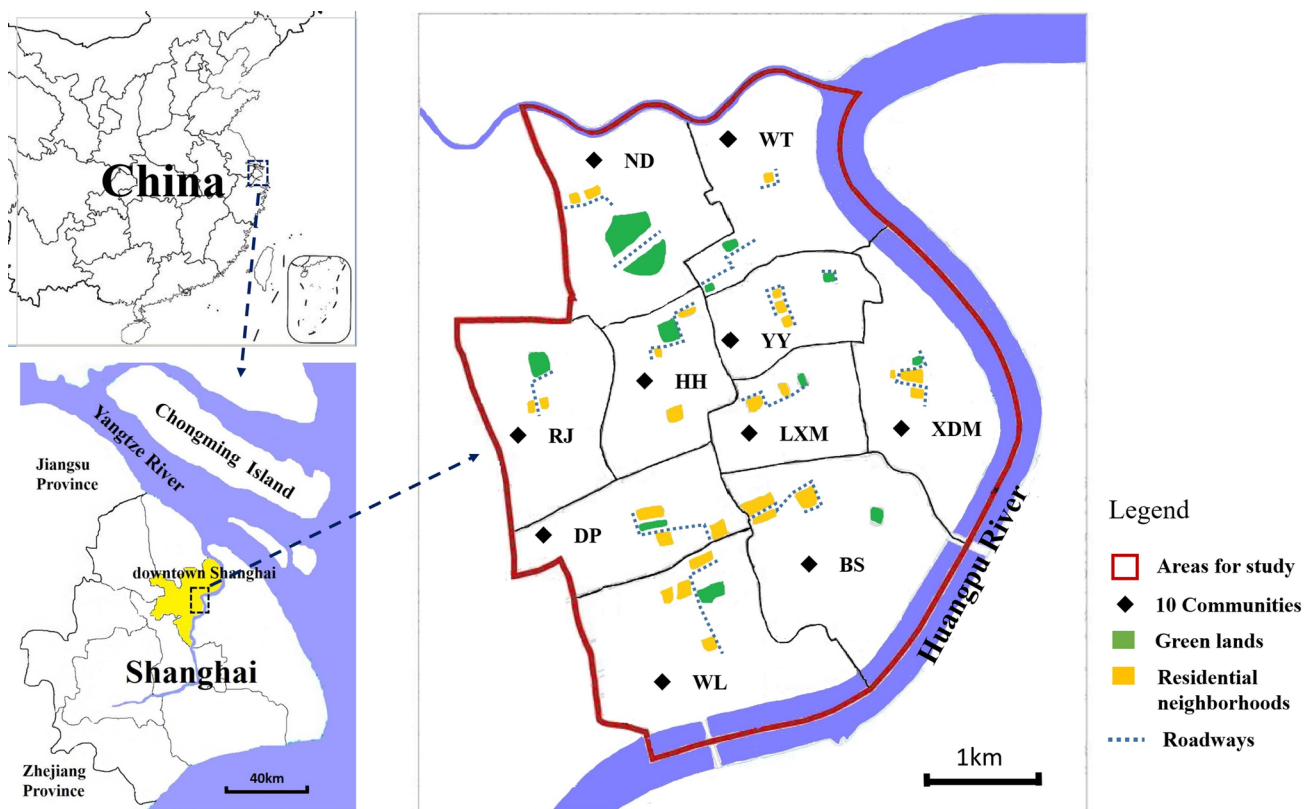 China
Chongming Island
Yangtze River
Jiangsu
Province
downtown Shanghai
Shanghai
Zhejiang
Province
40km
ND
WT
YY
HH
RJ
LXM
XDM
DP
BS
WL
Huangpu River
1km
Legend
Areas for study
10 Communities
Green lands
Residential
neighborhoods
Roadways